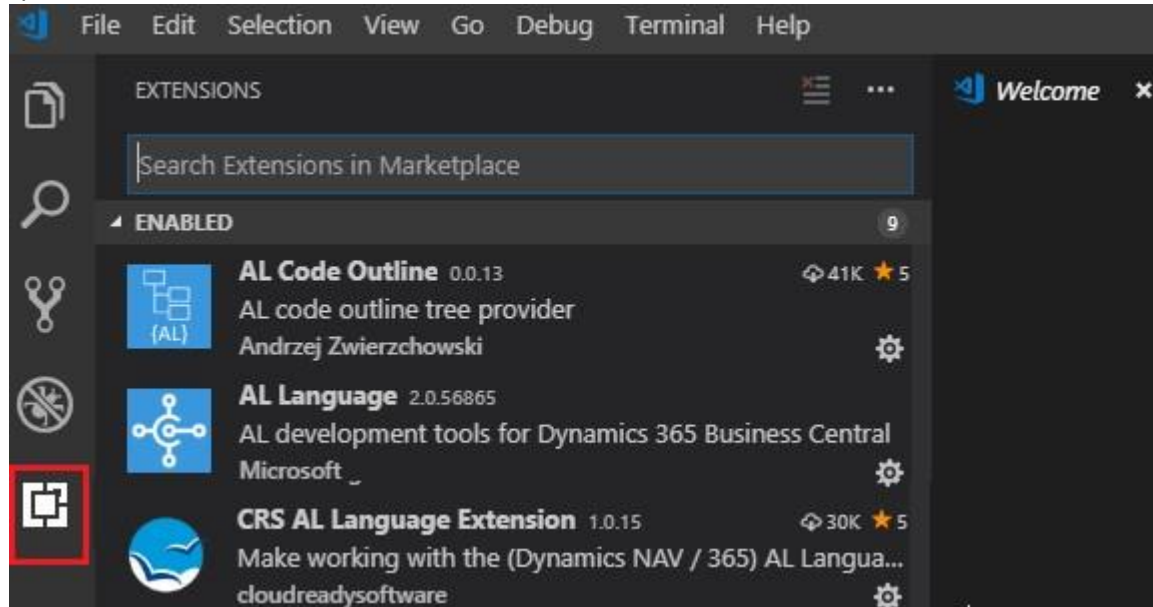 File Edit Selection View Go Debug Terminal Help
EXTENSIONS
Welcome
Search Extensions in Marketplace
ENABLED 9
AL Code Outline 0.0.13 41K 5
AL code outline tree provider
{AL}
Andrzej Zwierzchowski
AL Language 2.0.56865
AL development tools for Dynamics 365 Business Central
Microsoft
CRS AL Language Extension 1.0.15 30K 5
Make working with the (Dynamics NAV / 365) AL Langua...
cloudreadysoftware